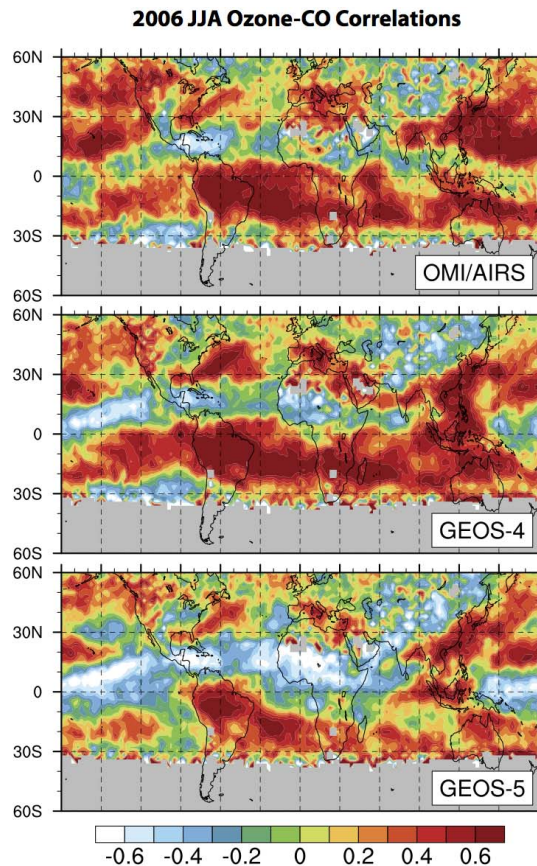 2006 JJA Ozone-CO Correlations
60N
30N
0
30S
60S
OMI/AIRS
60N
30N
0
30S
60S
GEOS-4
60N
30N
0
30S
60S
GEOS-5
-0.6 -0.4 -0.2 0 0.2 0.4 0.6